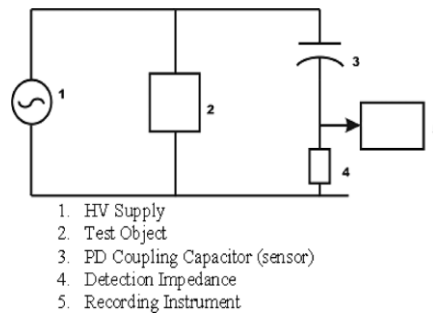 1
2
3
4
1. HV Supply
2. Test Object
3. PD Coupling Capacitor (sensor)
4. Detection Impedance
5. Recording Instrument